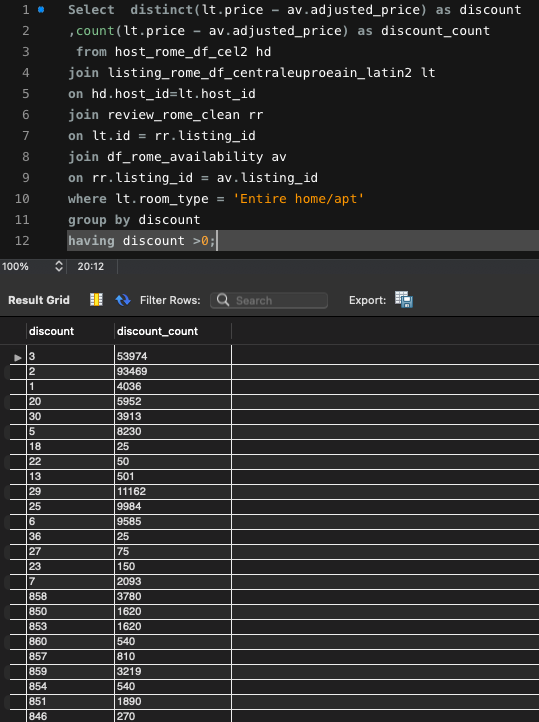 1 Select distinct(lt.price - av.adjusted_price) as discount
2 ,count(lt.price - av.adjusted_price) as discount_count
3 from host_rome_df_cel2 hd
4 join listing_rome_df_centraleuproeain_latin2 lt
5 on hd.host_id=lt.host_id
6 join review_rome_clean rr
7 on lt.id = rr.listing_id
8 join df_rome_availability av
9 on rr.listing_id = av.listing_id
10 where lt.room_type = 'Entire home/apt'
11 group by discount
12 having discount >0;
100% 20:12
Result Grid Filter Rows: Search Export:
discount discount_count
3 53974
2 93469
1 4036
20 5952
30 3913
5 8230
18 25
22 50
13 501
29 11162
25 9984
6 9585
36 25
27 75
23 150
7 2093
858 3780
850 1620
853 1620
860 540
857 810
859 3219
854 540
851 1890
846 270